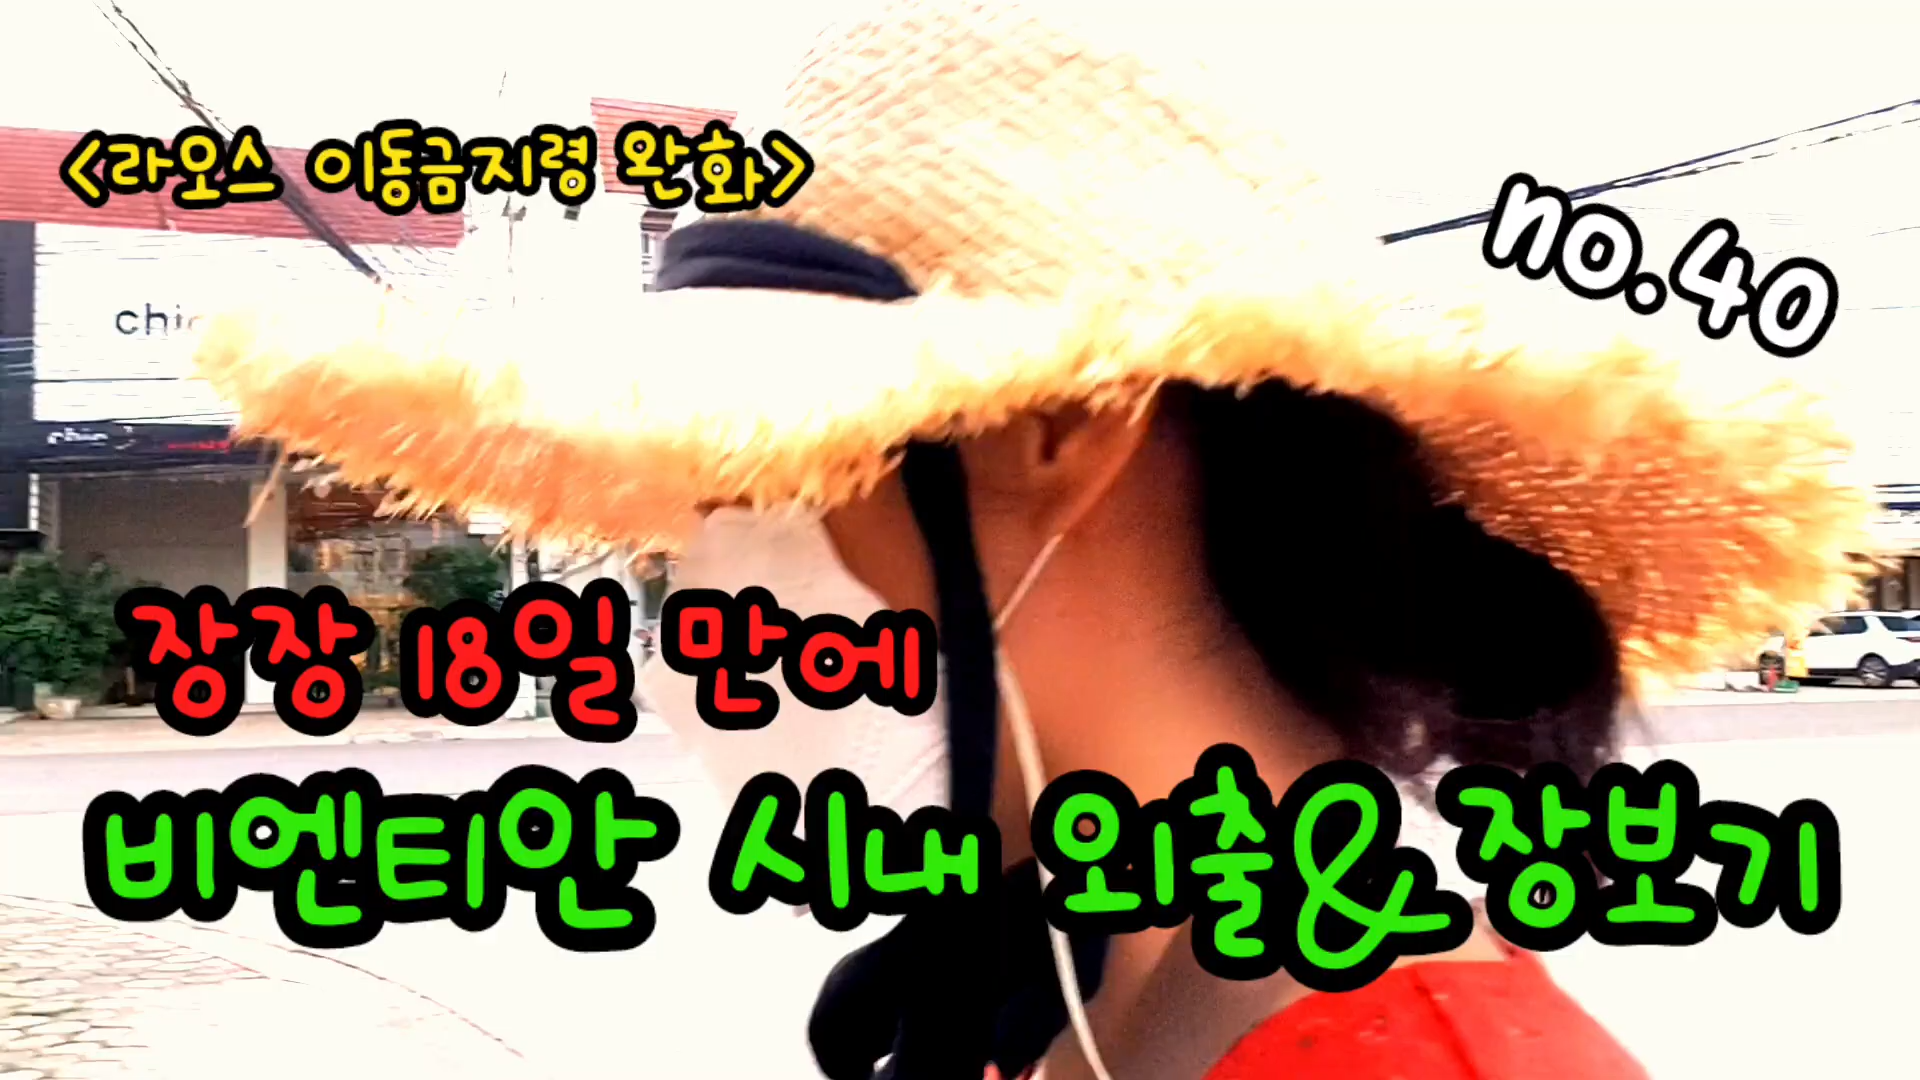 <라오스 이동금지령 완화>
no.40
chic
chic
장장 18일 만에
비엔티안 시내 외출& 장보기